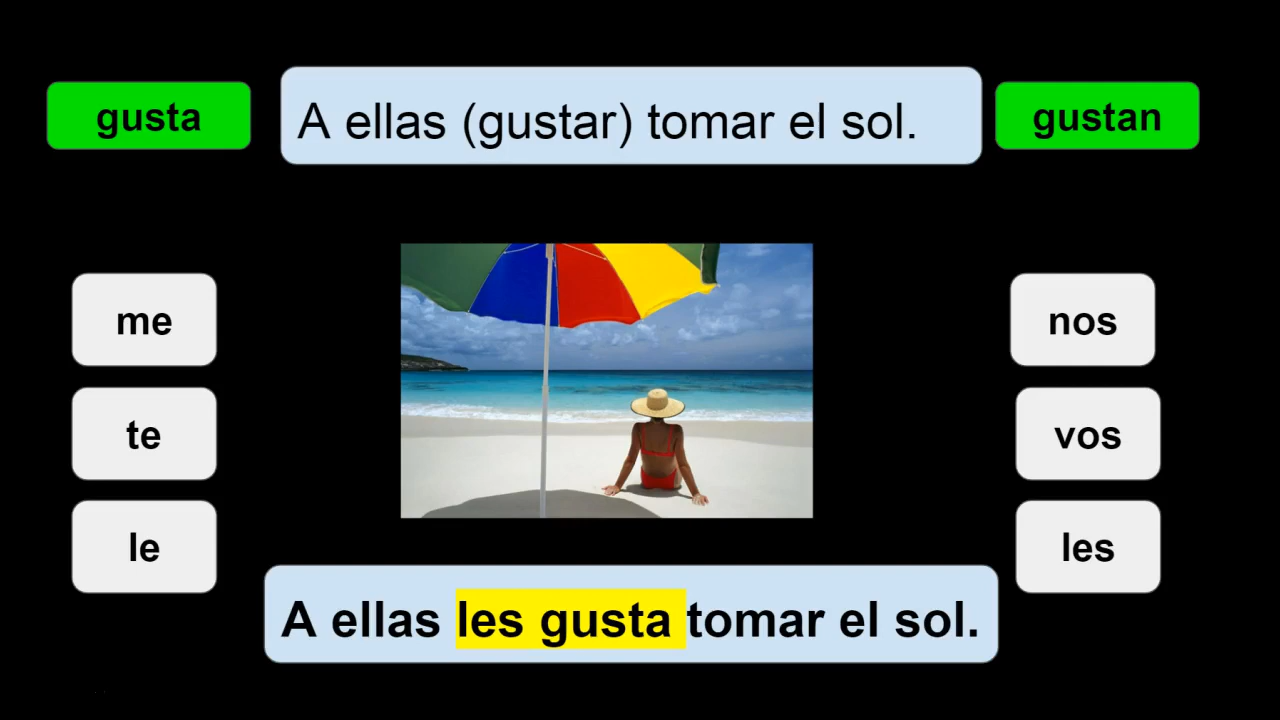 gusta
A ellas (gustar) tomar el sol.
gustan
me
nos
te
vos
le
les
A ellas les gusta tomar el sol.